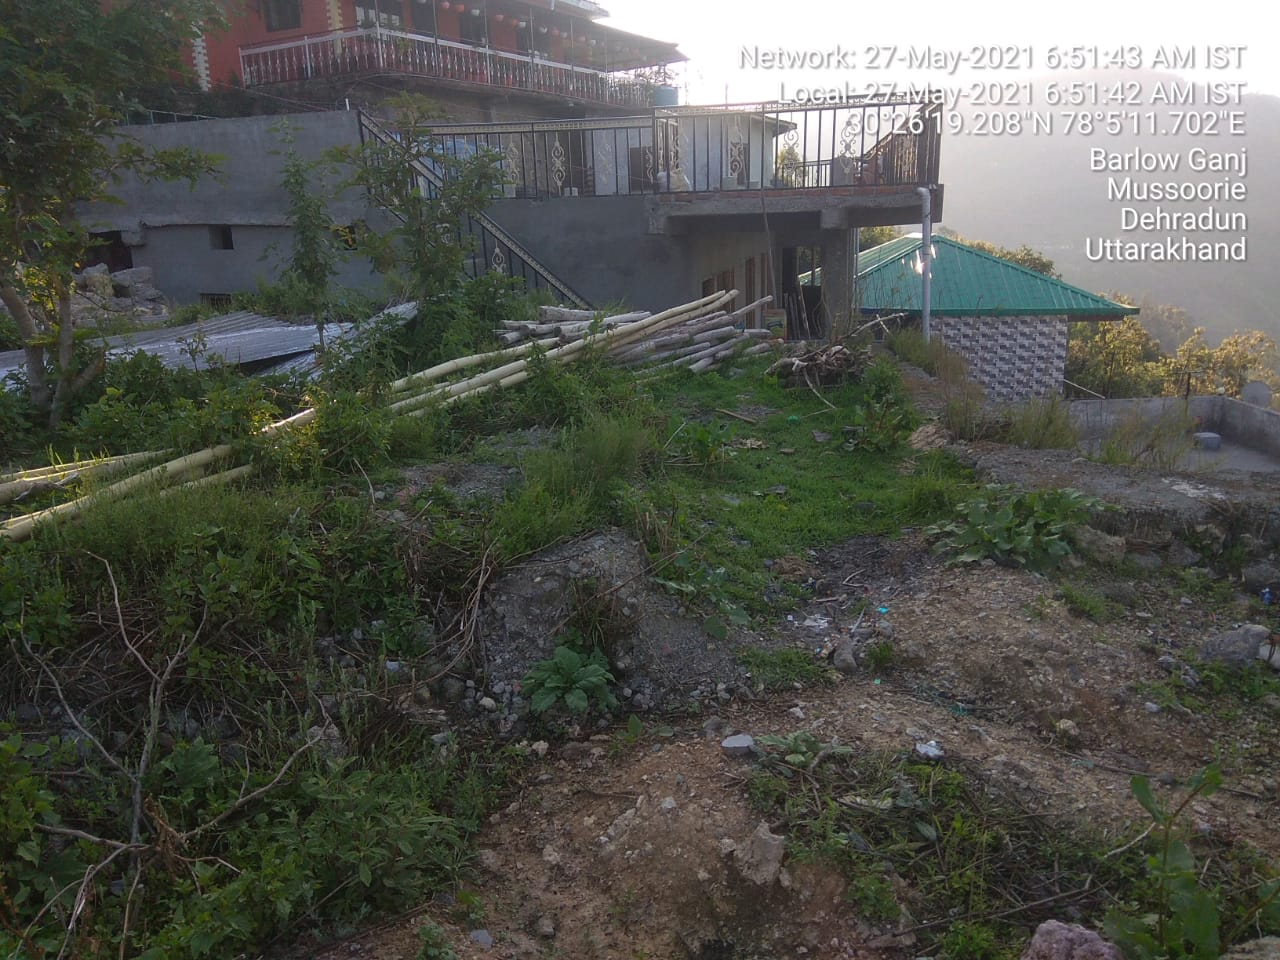 Network: 27-May-2021 6:51:43 AM IST
Local: 27-May-2021 6:51:42 AM IST
30°26'19.208"N 78°5'11.702"E
Barlow Ganj
Mussoorie
Dehradun
Uttarakhand